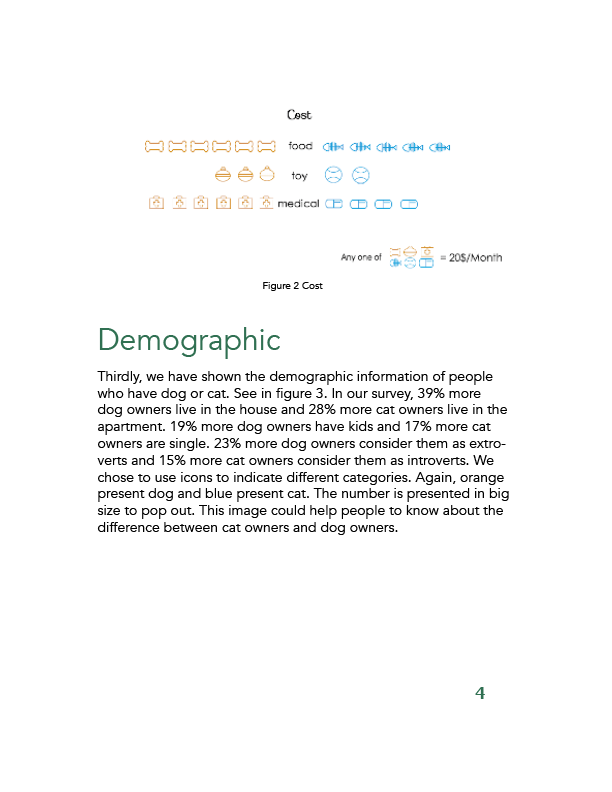 Cost
food
toy
medical
Any one of = 20$/Month
Figure 2 Cost
Demographic
Thirdly, we have shown the demographic information of people
who have dog or cat. See in figure 3. In our survey, 39% more
dog owners live in the house and 28% more cat owners live in the
apartment. 19% more dog owners have kids and 17% more cat
owners are single. 23% more dog owners consider them as extro-
verts and 15% more cat owners consider them as introverts. We
chose to use icons to indicate different categories. Again, orange
present dog and blue present cat. The number is presented in big
size to pop out. This image could help people to know about the
difference between cat owners and dog owners.
4